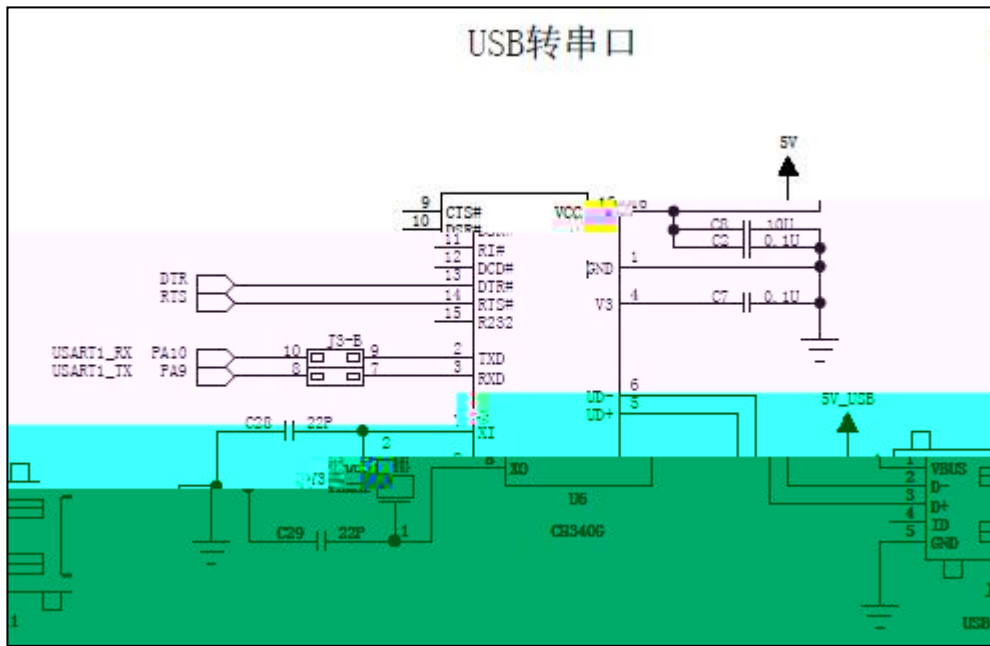 USB转串口
5V
9 CTS# VCC
10
11 RI# C8 10U
12 DCD# C2 0.1U
DTR 13 DTR# GND 1
RTS 14 RTS# V3 4 C7 0.1U
15 R232
J3-B
USART1_RX PA10 10 9 2 TXD
USART1_TX PA9 8 7 3 RXD
UD- 6
UD+ 5
5V_USB
C28 22P XI
2
XO
1 VBUS
2 D-
3 D+
4 ID
5 GND
U6
CH340G
C29 22P 1
1
USB